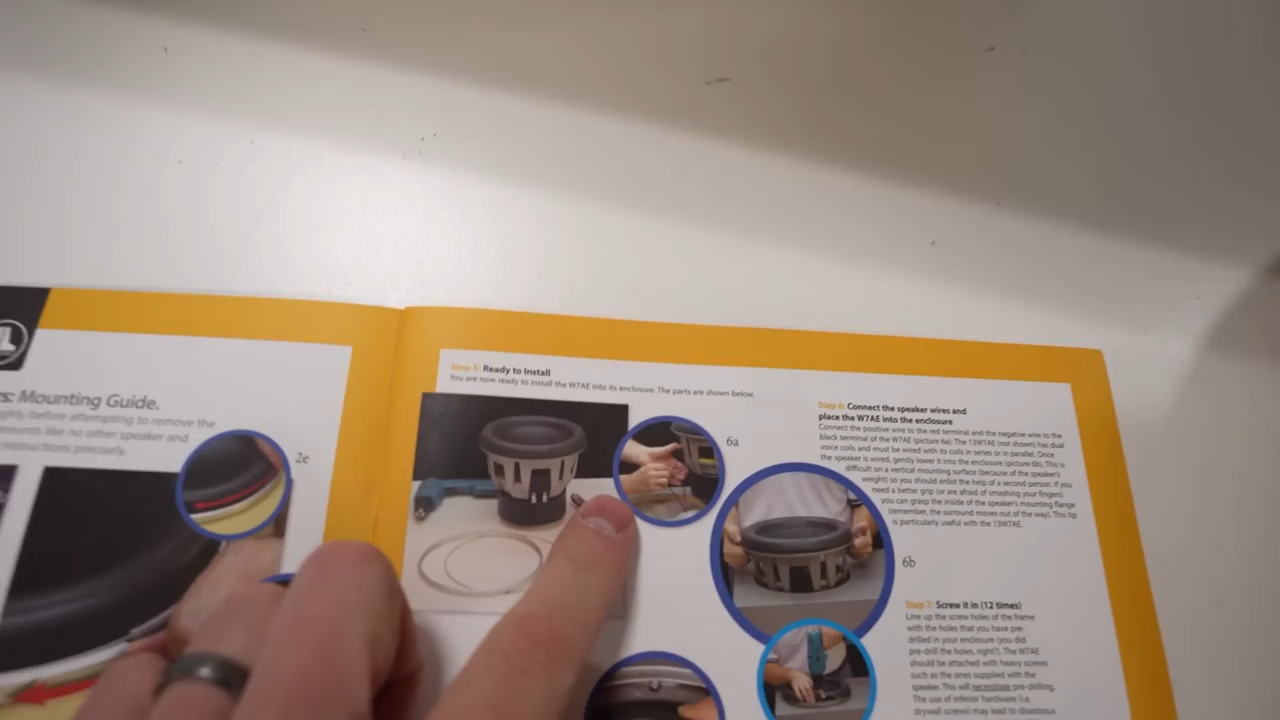 Mounting Guide.
before attempting to remove the
like no other speaker and
instructions precisely.
2e
Step 5: Ready to Install
You are now ready to install the W7AE into its enclosure. The parts are shown below.
6a
6b
Step 6: Connect the speaker wires and
place the W7AE into the enclosure
Connect the positive wire to the red terminal and the negative wire to the
black terminal of the W7AE (picture 6a). The 13W7AE (not shown) has dual
voice coils and must be wired with its coils in series or in parallel. Once
the speaker is wired, gently lower it into the enclosure (picture 6b). This is
difficult on a vertical mounting surface (because of the speaker's
weight) so you should enlist the help of a second person. If you
need a better grip (or are afraid of smashing your fingers)
you can grasp the inside of the speaker's mounting flange
(remember, the surround moves out of the way). This tip
is particularly useful with the 13W7AE.
Step 7: Screw it in (12 times)
Line up the screw holes of the frame
with the holes that you have pre-
drilled in your enclosure (you did
pre-drill the holes, right?). The W7AE
should be attached with heavy screws
such as the ones supplied with the
speaker. This will necessitate pre-drilling.
The use of inferior hardware (i.e.
drywall screws) may lead to disastrous